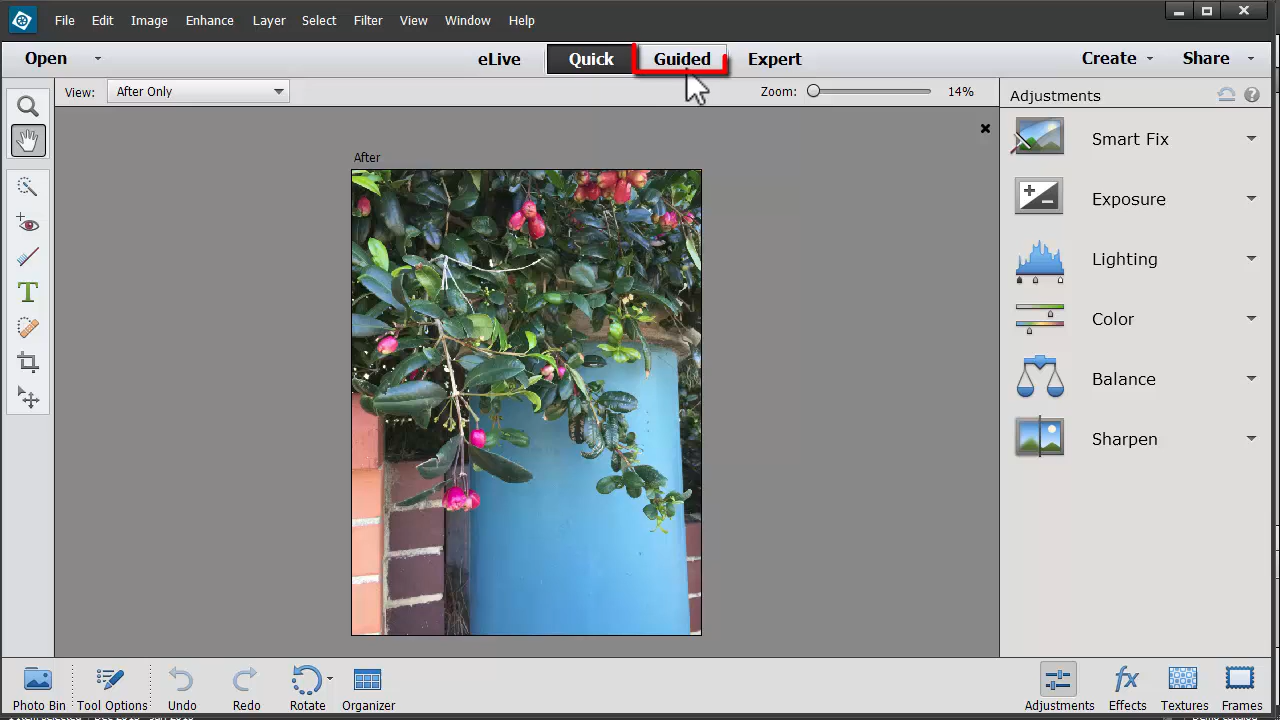 File Edit Image Enhance Layer Select Filter View Window Help
Open eLive Quick Guided Expert Create Share
View: After Only Zoom: 14%
Adjustments
After
Smart Fix
Exposure
Lighting
Color
Balance
Sharpen
T
fx
Photo Bin Tool Options Undo Redo Rotate Organizer Adjustments Effects Textures Frames